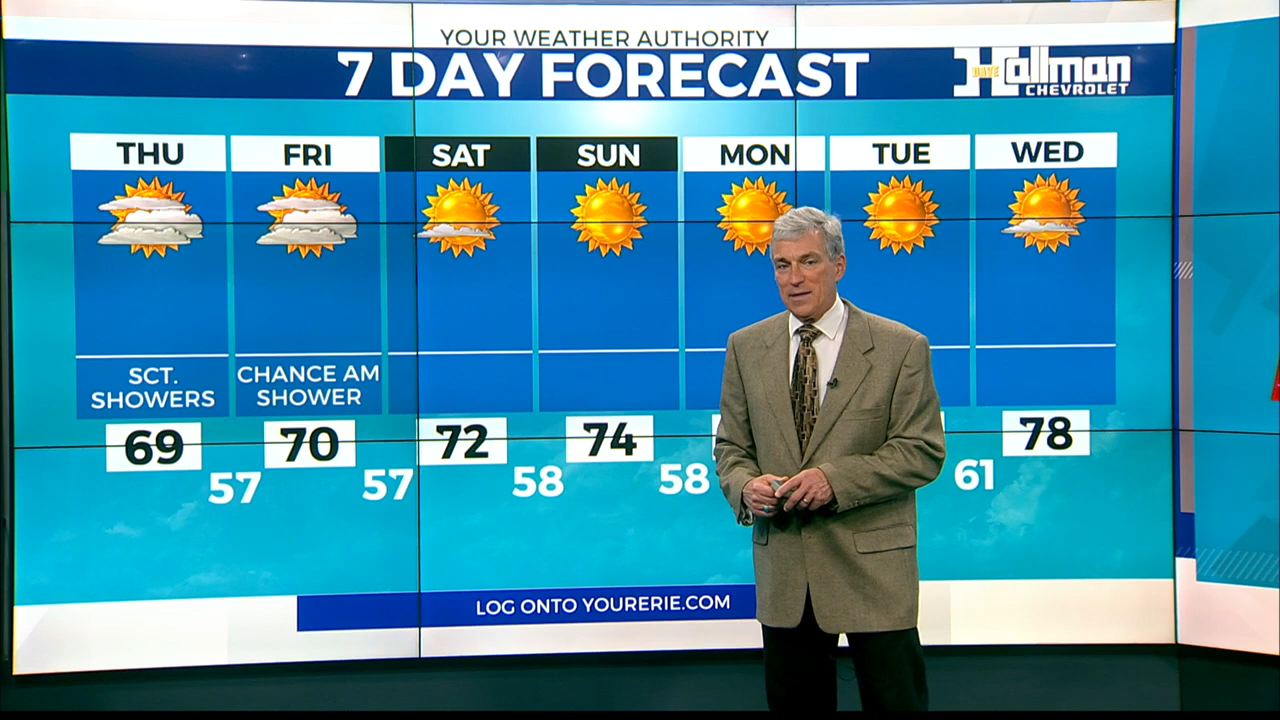 YOUR WEATHER AUTHORITY
7 DAY FORECAST
DAVE
Hallman
CHEVROLET
THU FRI SAT SUN MON TUE WED
SCT. SHOWERS
CHANCE AM SHOWER
69 70 72 74 78
57 57 58 58 61
LOG ONTO YOURERIE.COM